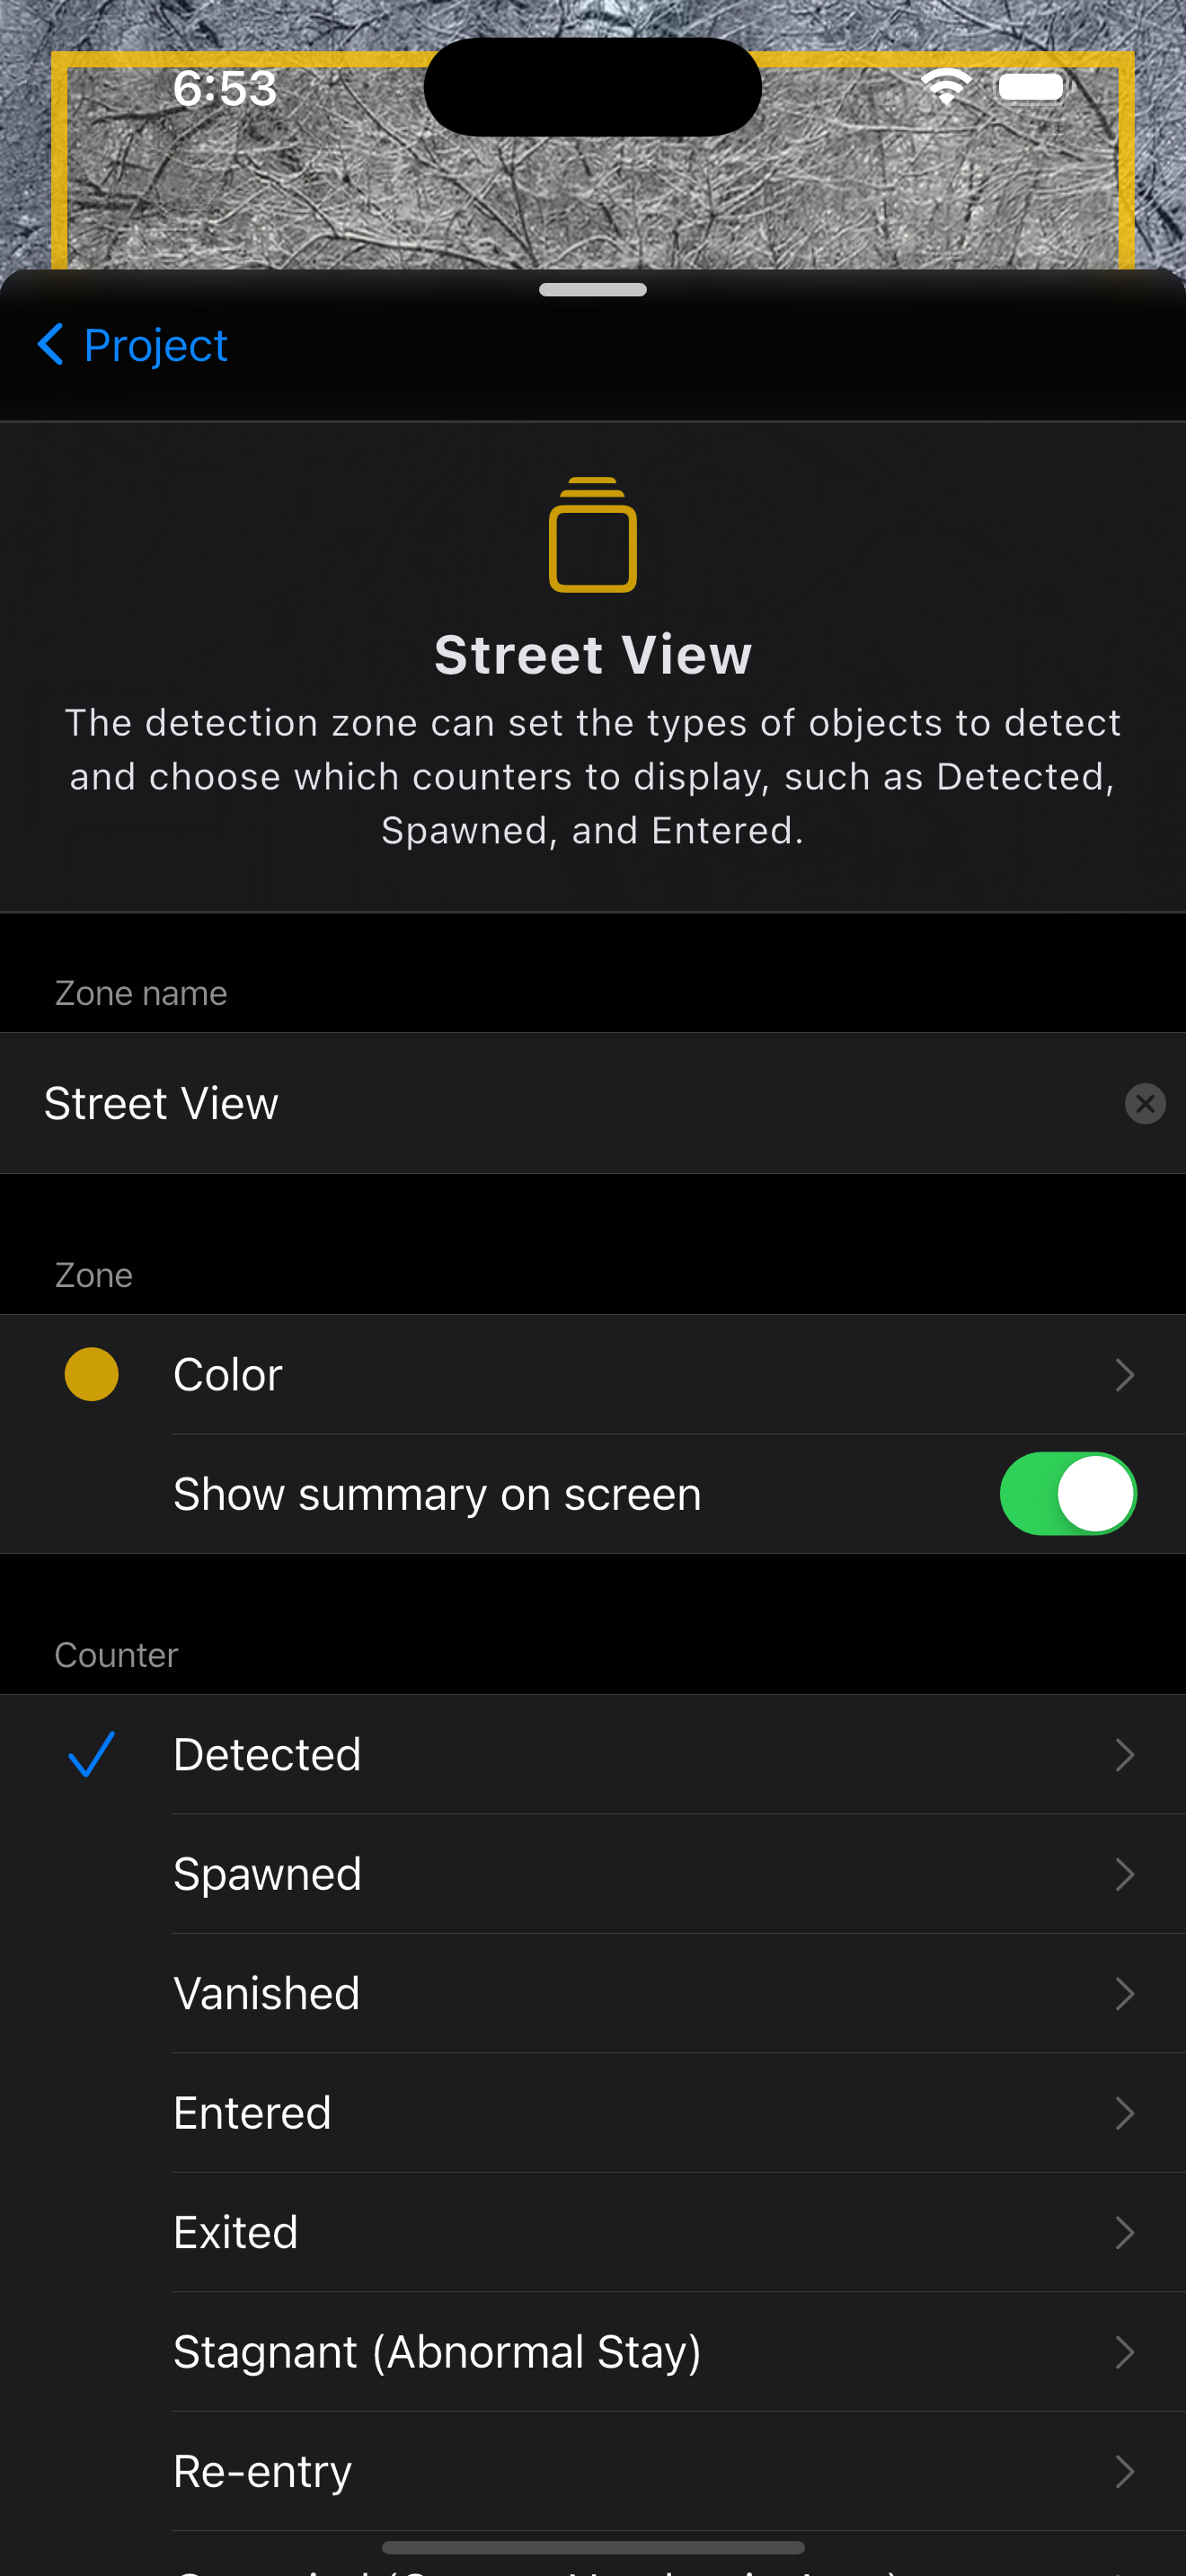 6:53
Project
Street View
The detection zone can set the types of objects to detect
and choose which counters to display, such as Detected,
Spawned, and Entered.
Zone name
Street View
Zone
Color
Show summary on screen
Counter
Detected
Spawned
Vanished
Entered
Exited
Stagnant (Abnormal Stay)
Re-entry